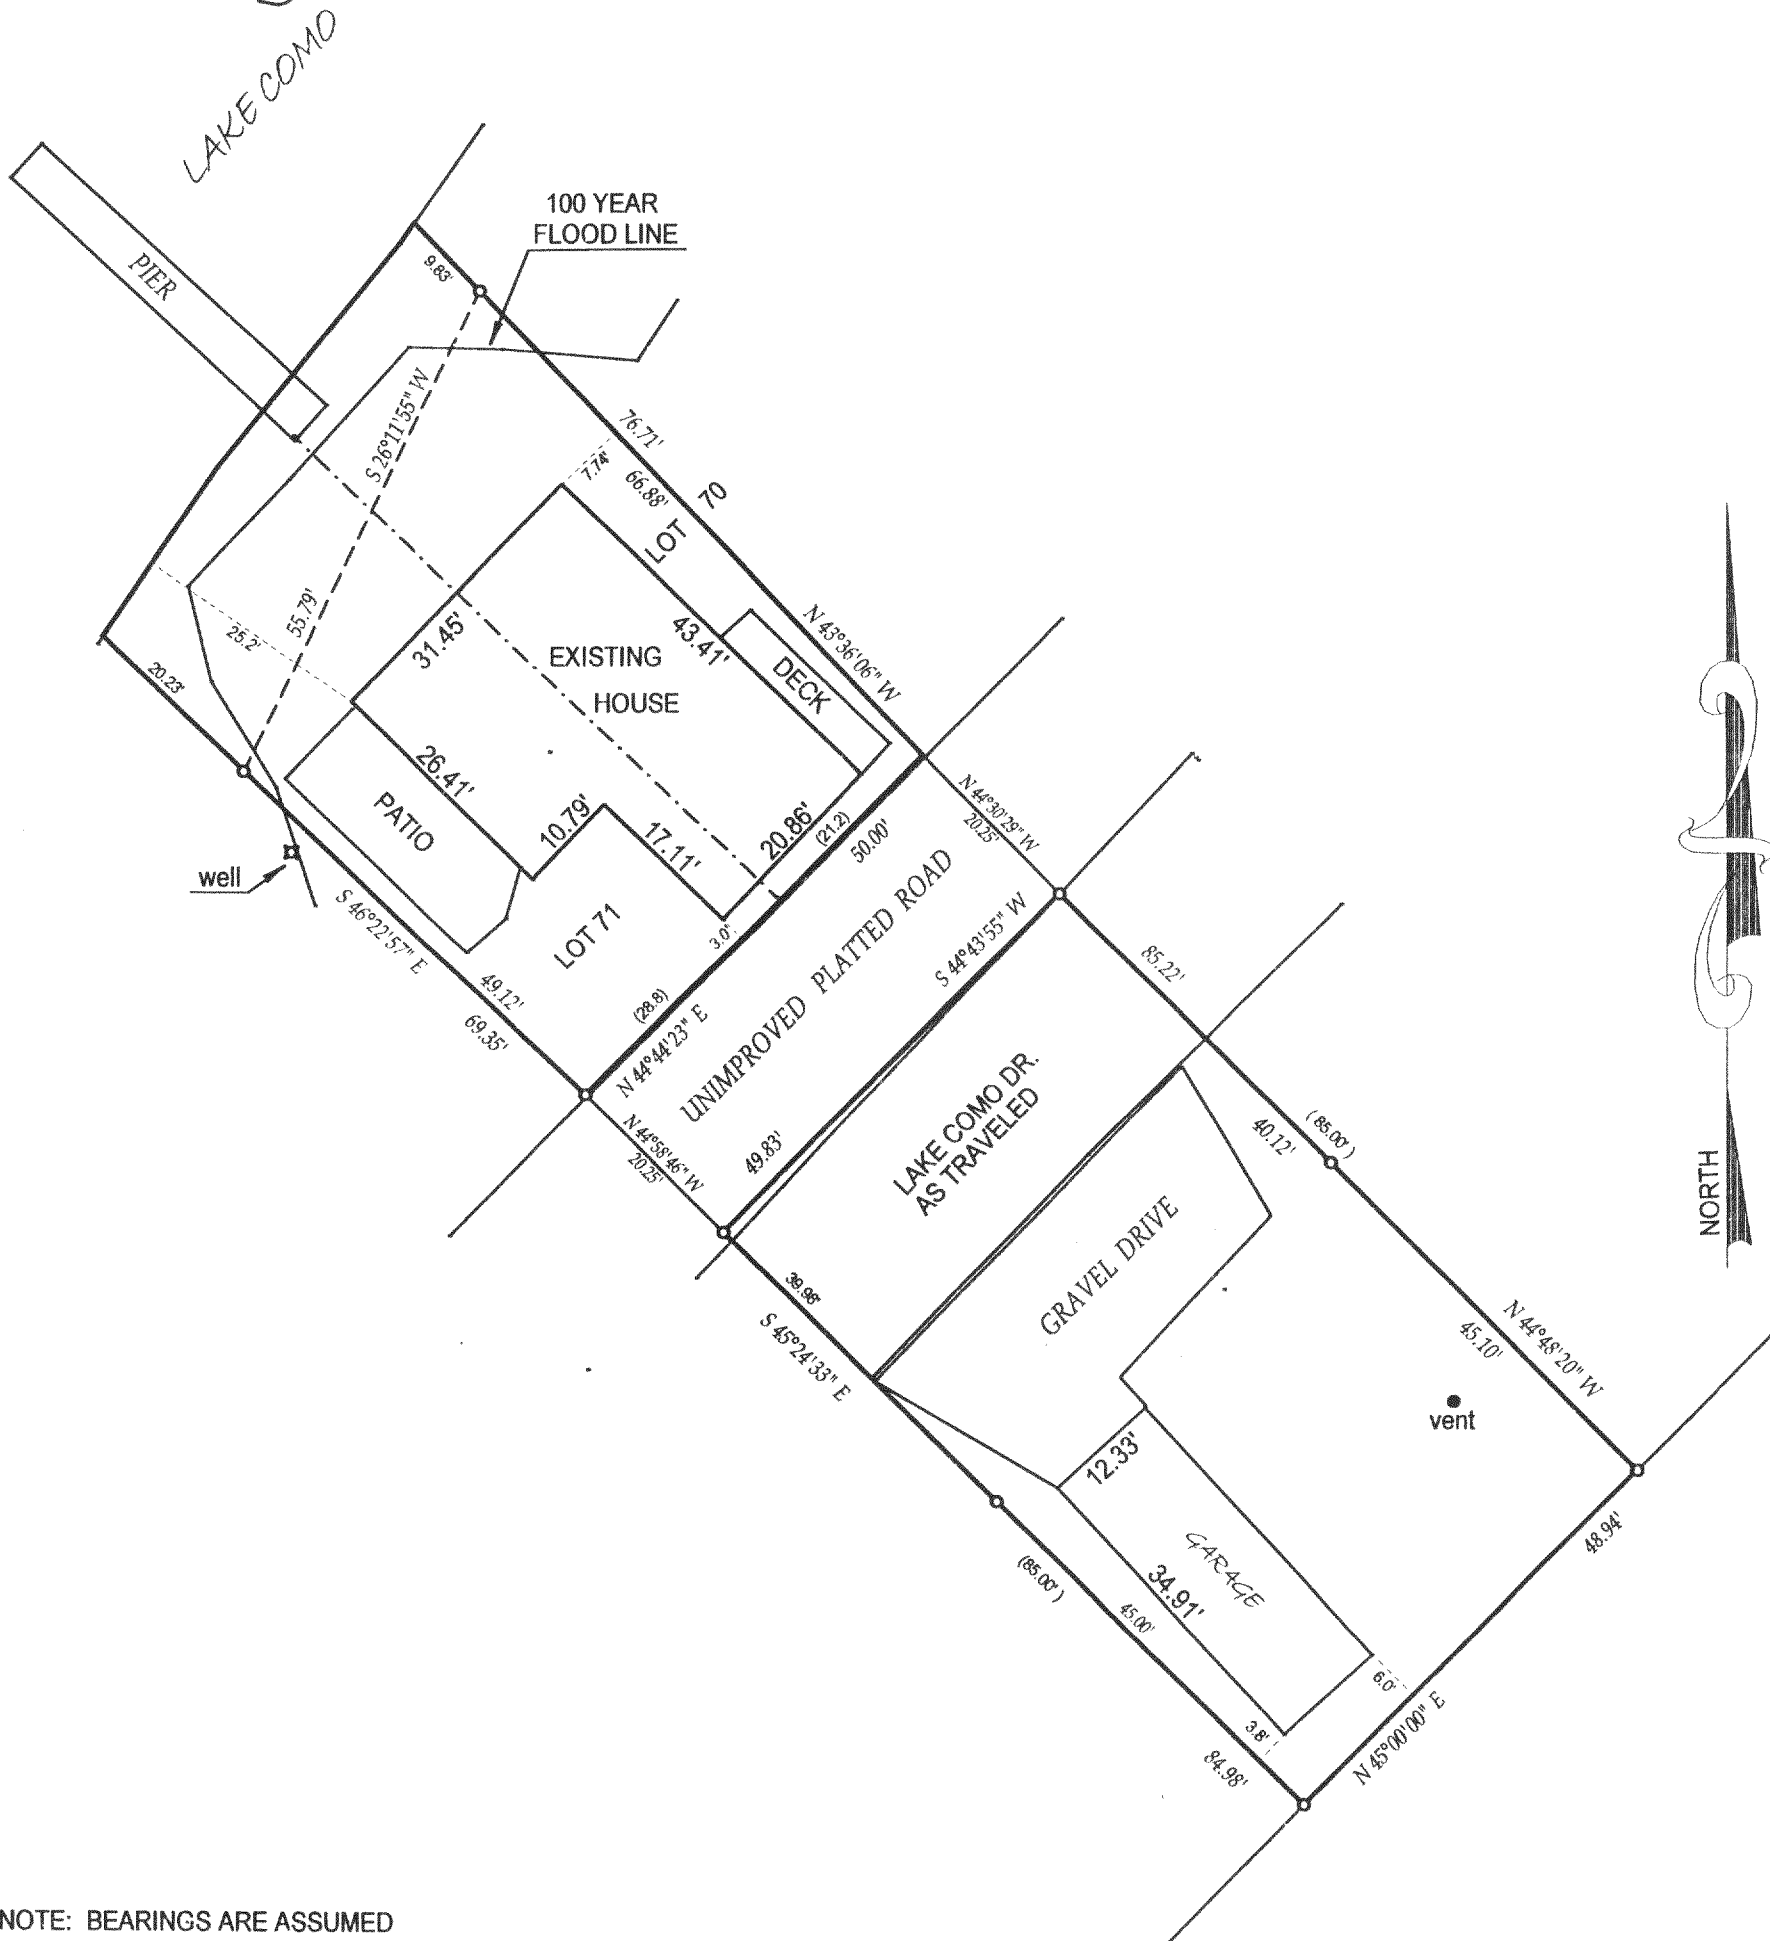 LAKE COMO
PIER
100 YEAR
FLOOD LINE
9.83'
S 26°11'55" W
55.79'
76.71'
66.88'
7.74'
LOT 70
N 43°36'06" W
25.2'
20.23'
31.45'
43.41'
EXISTING
HOUSE
DECK
26.41'
PATIO
10.79'
17.11'
20.86'
(21.2)
50.00'
well
S 46°22'57" E
49.12'
69.35'
LOT 71
3.0'
(28.8)
N 44°44'23" E
N 44°30'29" W
20.25'
UNIMPROVED PLATTED ROAD
S 44°43'55" W
49.83'
N 44°58'46" W
20.25'
85.22'
LAKE COMO DR.
AS TRAVELED
39.98'
S 45°24'33" E
GRAVEL DRIVE
40.12'
(85.00')
N 44°48'20" W
45.10'
vent
12.33'
GARAGE
34.91'
(85.00')
45.00'
84.98'
3.8'
6.0'
48.94'
N 45°00'00" E
NORTH
NOTE: BEARINGS ARE ASSUMED